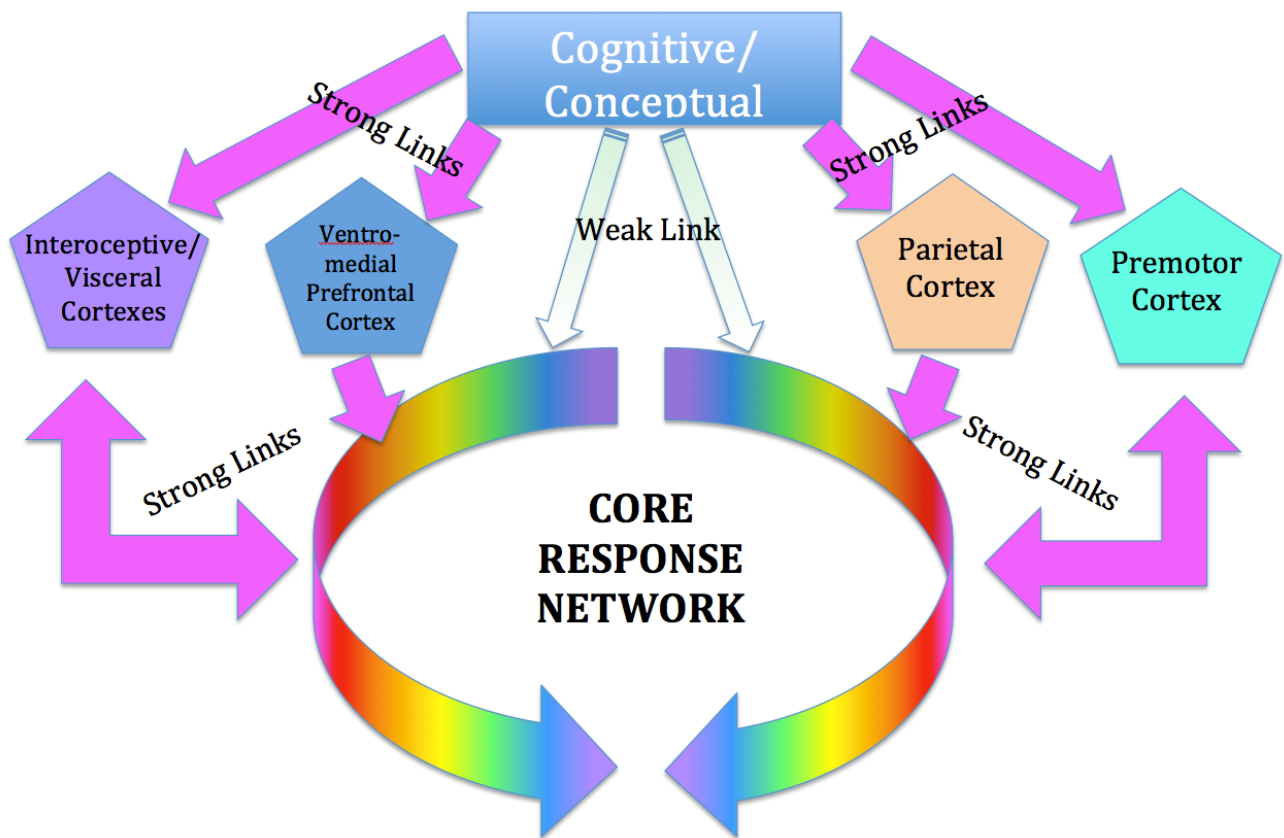 Cognitive/
Conceptual
Strong Links
Strong Links
Weak Link
Interoceptive/
Visceral
Cortexes
Ventro-
medial
Prefrontal
Cortex
Parietal
Cortex
Premotor
Cortex
Strong Links
Strong Links
CORE
RESPONSE
NETWORK